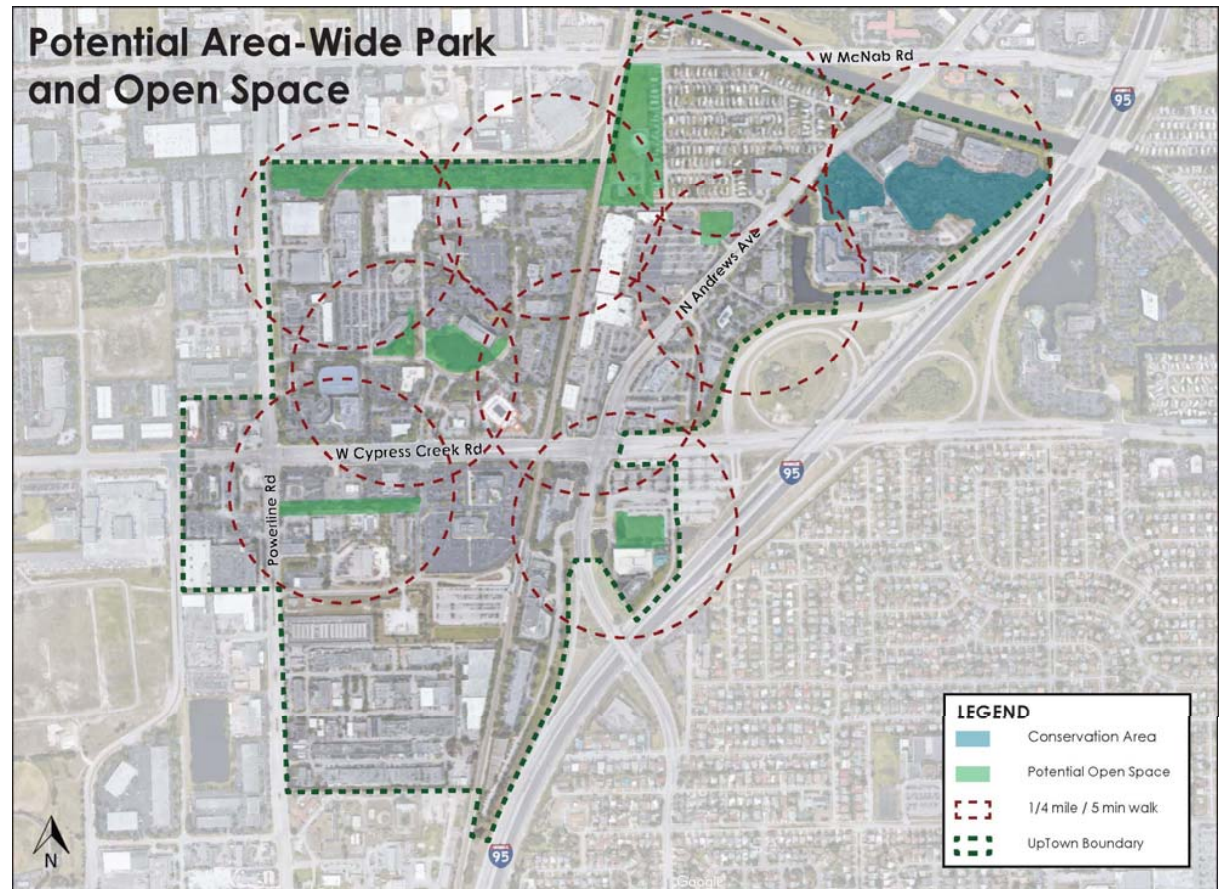 Potential Area-Wide Park
and Open Space
W McNab Rd
95
N Andrews Ave
W Cypress Creek Rd
95
Powerline Rd
LEGEND
Conservation Area
Potential Open Space
1/4 mile / 5 min walk
UpTown Boundary
N
95
Google